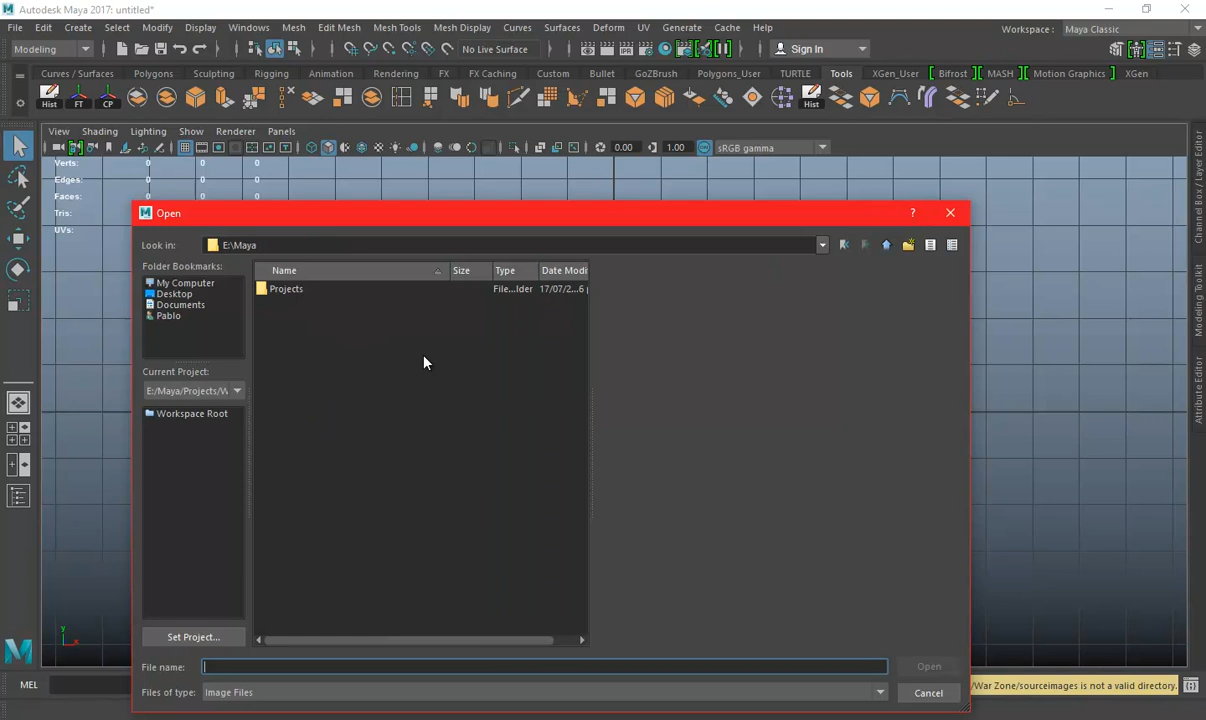 Autodesk Maya 2017: untitled*
File Edit Create Select Modify Display Windows Mesh Edit Mesh Mesh Tools Mesh Display Curves Surfaces Deform UV Generate Cache Help Workspace : Maya Classic
Modeling No Live Surface Sign In
Curves / Surfaces Polygons Sculpting Rigging Animation Rendering FX FX Caching Custom Bullet GoZBrush Polygons_User TURTLE Tools XGen_User Bifrost MASH Motion Graphics XGen
Hist FT CP Hist
View Shading Lighting Show Renderer Panels
0.00 1.00 sRGB gamma
Verts: 0 0 0
Edges: 0 0 0
Faces: 0 0 0
Tris:
UVs:
Channel Box / Layer Editor
Modeling Toolkit
Attribute Editor
Open ?
Look in: E:\Maya
Folder Bookmarks:
My Computer
Desktop
Documents
Pablo
Name Size Type Date Modi
Projects File...lder 17/07/2...6
Current Project:
E:/Maya/Projects/W
Workspace Root
Set Project...
File name: Open
Files of type: Image Files Cancel
MEL /War Zone/sourceimages is not a valid directory.
y
x